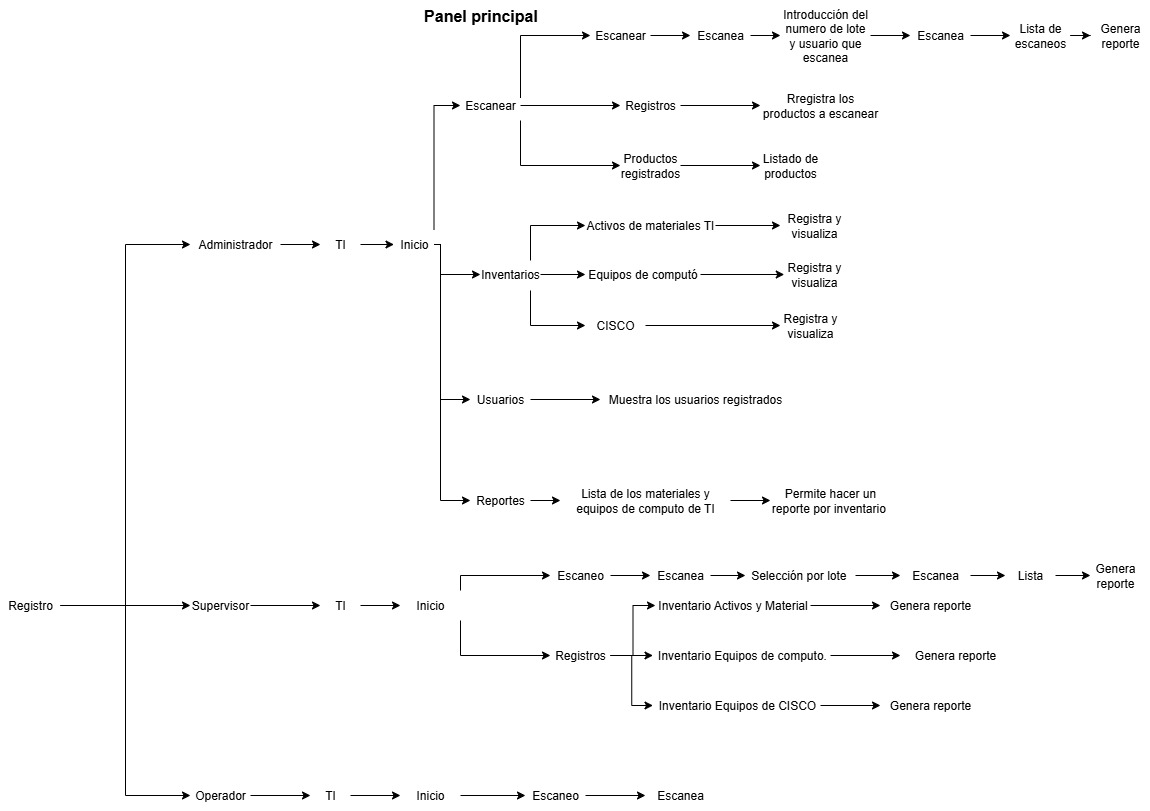 Panel principal
Escanear
Escanea
Introducción del
numero de lote
y usuario que
escanea
Escanea
Lista de
escaneos
Genera
reporte
Escanear
Registros
Rregistra los
productos a escanear
Productos
registrados
Listado de
productos
Activos de materiales TI
Registra y
visualiza
Administrador
TI
Inicio
Inventarios
Equipos de computó
Registra y
visualiza
CISCO
Registra y
visualiza
Usuarios
Muestra los usuarios registrados
Reportes
Lista de los materiales y
equipos de computo de TI
Permite hacer un
reporte por inventario
Escaneo
Escanea
Selección por lote
Escanea
Lista
Genera
reporte
Registro
Supervisor
TI
Inicio
Inventario Activos y Material
Genera reporte
Registros
Inventario Equipos de computo.
Genera reporte
Inventario Equipos de CISCO
Genera reporte
Operador
TI
Inicio
Escaneo
Escanea